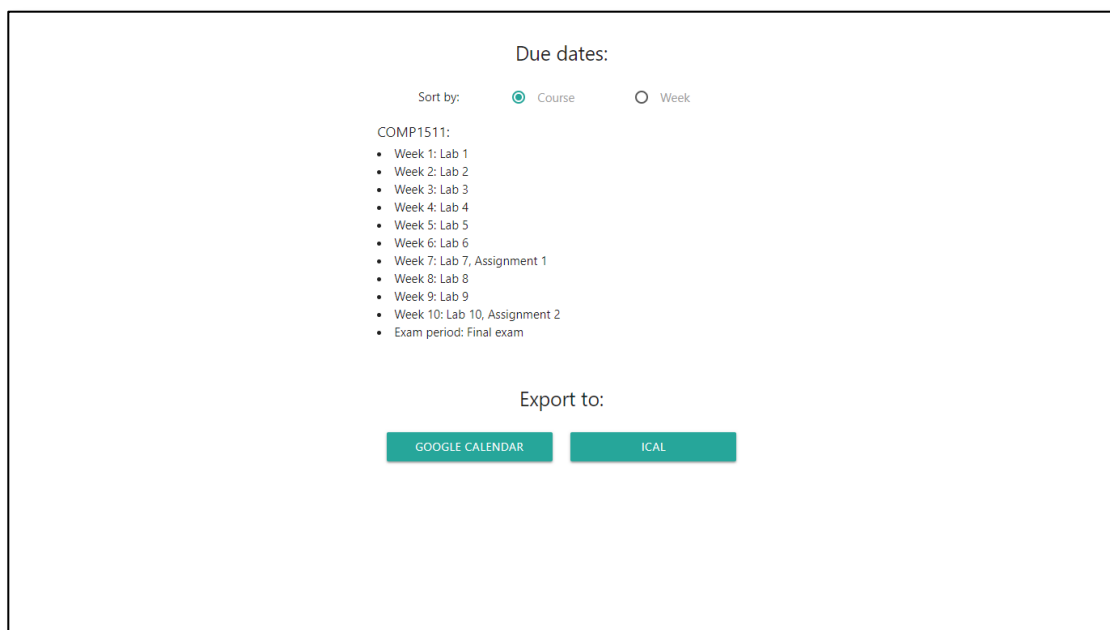 Due dates:
Sort by: Course Week
COMP1511:
Week 1: Lab 1
Week 2: Lab 2
Week 3: Lab 3
Week 4: Lab 4
Week 5: Lab 5
Week 6: Lab 6
Week 7: Lab 7, Assignment 1
Week 8: Lab 8
Week 9: Lab 9
Week 10: Lab 10, Assignment 2
Exam period: Final exam
Export to:
GOOGLE CALENDAR ICAL